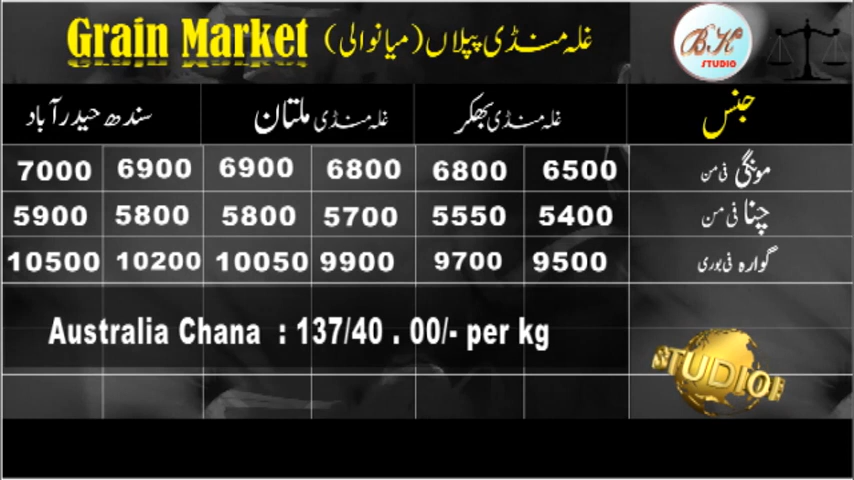 Grain Market غلہ منڈی پپلاں (میانوالی)
BK
STUDIO
جنس غلہ منڈی بھکر غلہ منڈی ملتان سندھ حیدرآباد
مونگی فی من 6500 6800 6800 6900 6900 7000
چنا فی من 5400 5550 5700 5800 5800 5900
گوارہ فی بوری 9500 9700 9900 10050 10200 10500
Australia Chana : 137/40 . 00/- per kg
STUDIO